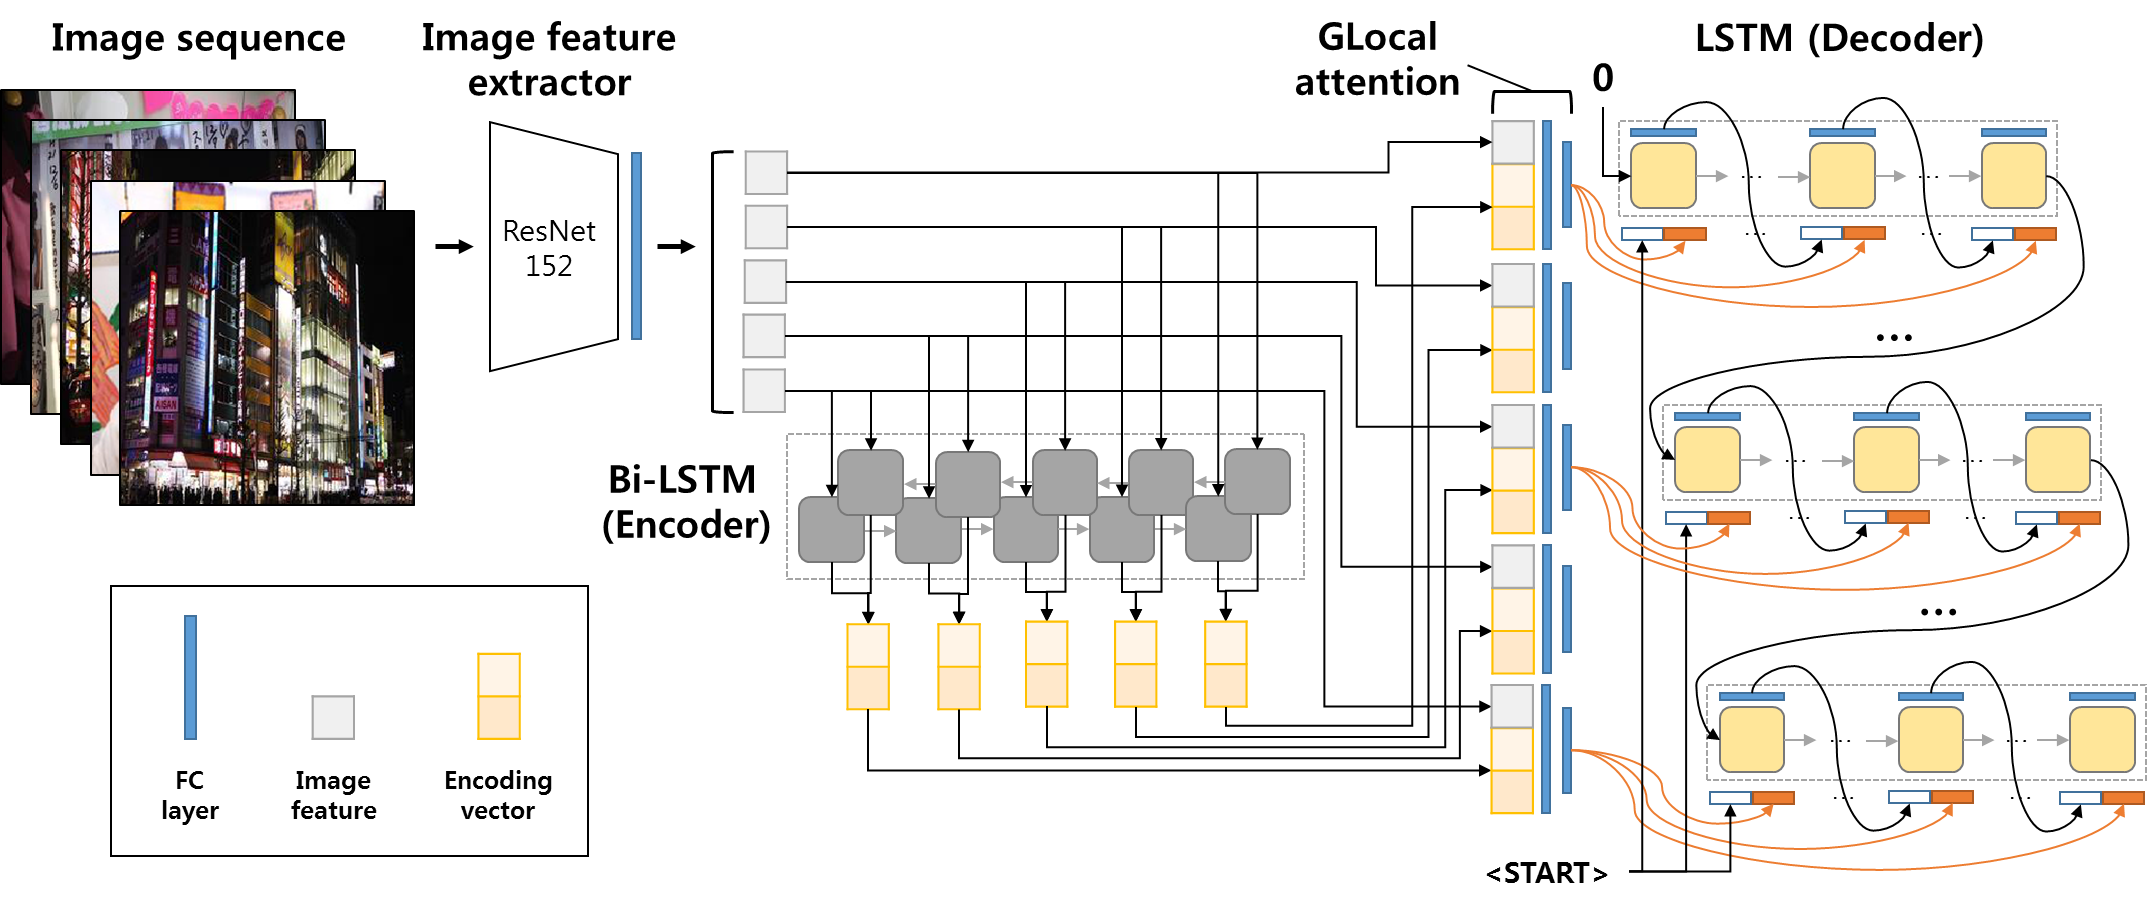 Image sequence
Image feature
extractor
GLocal
attention
LSTM (Decoder)
0
ResNet
152
...
...
Bi-LSTM
(Encoder)
FC
layer
Image
feature
Encoding
vector
<START>